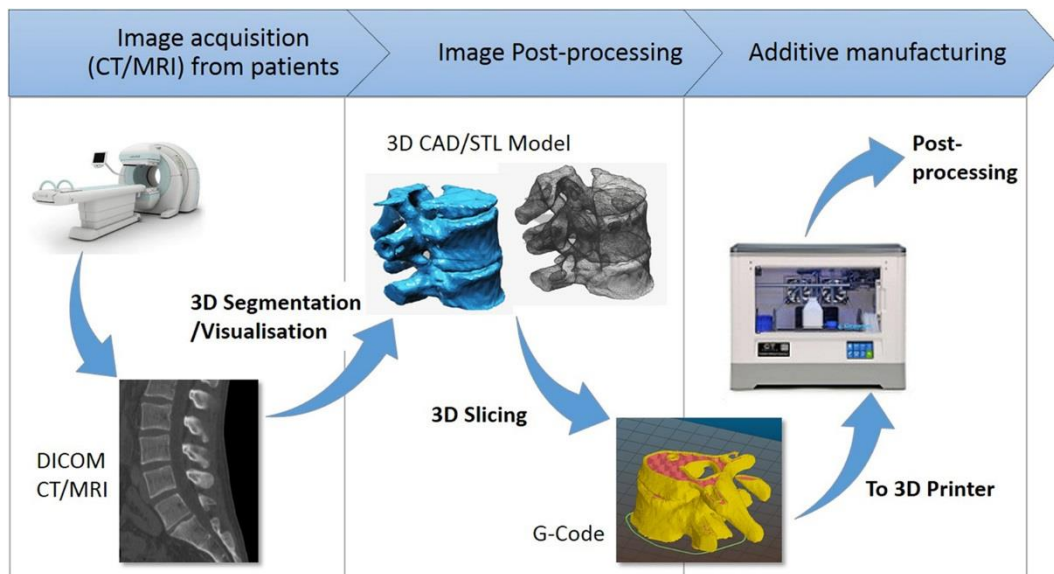 Image acquisition
(CT/MRI) from patients
Image Post-processing
Additive manufacturing
3D CAD/STL Model
Post-
processing
3D Segmentation
/Visualisation
3D Slicing
DICOM
CT/MRI
G-Code
To 3D Printer